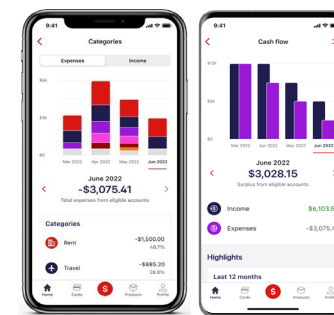 9:41
Categories
Expenses
Income
$6k
$3k
$0
Mar 2022 Apr 2022 May 2022 Jun 2022
June 2022
-$3,075.41
Total expenses from eligible accounts
Categories
Rent
-$1,500.00
48.7%
Travel
-$885.20
28.8%
Home Cards $ Products Profile
9:41
Cash flow
$0
Mar 2022 Apr 2022 May 2022 Jun 2022
June 2022
$3,028.15
Surplus from eligible accounts
Income
$6,103.5
Expenses
-$3,075.4
Highlights
Last 12 months
Home Cards $ Products Profile